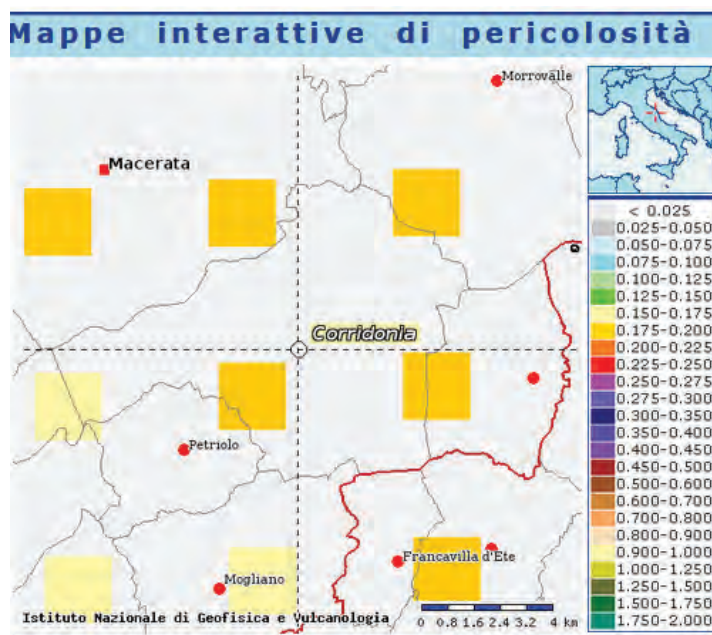 Mappe interattive di pericolosità
Morrovalle
Macerata
Corridonia
Petriolo
Francavilla d'Ete
Mogliano
Istituto Nazionale di Geofisica e Vulcanologia
0 0.8 1.6 2.4 3.2 4 km
< 0.025
0.025-0.050
0.050-0.075
0.075-0.100
0.100-0.125
0.125-0.150
0.150-0.175
0.175-0.200
0.200-0.225
0.225-0.250
0.250-0.275
0.275-0.300
0.300-0.350
0.350-0.400
0.400-0.450
0.450-0.500
0.500-0.600
0.600-0.700
0.700-0.800
0.800-0.900
0.900-1.000
1.000-1.250
1.250-1.500
1.500-1.750
1.750-2.000